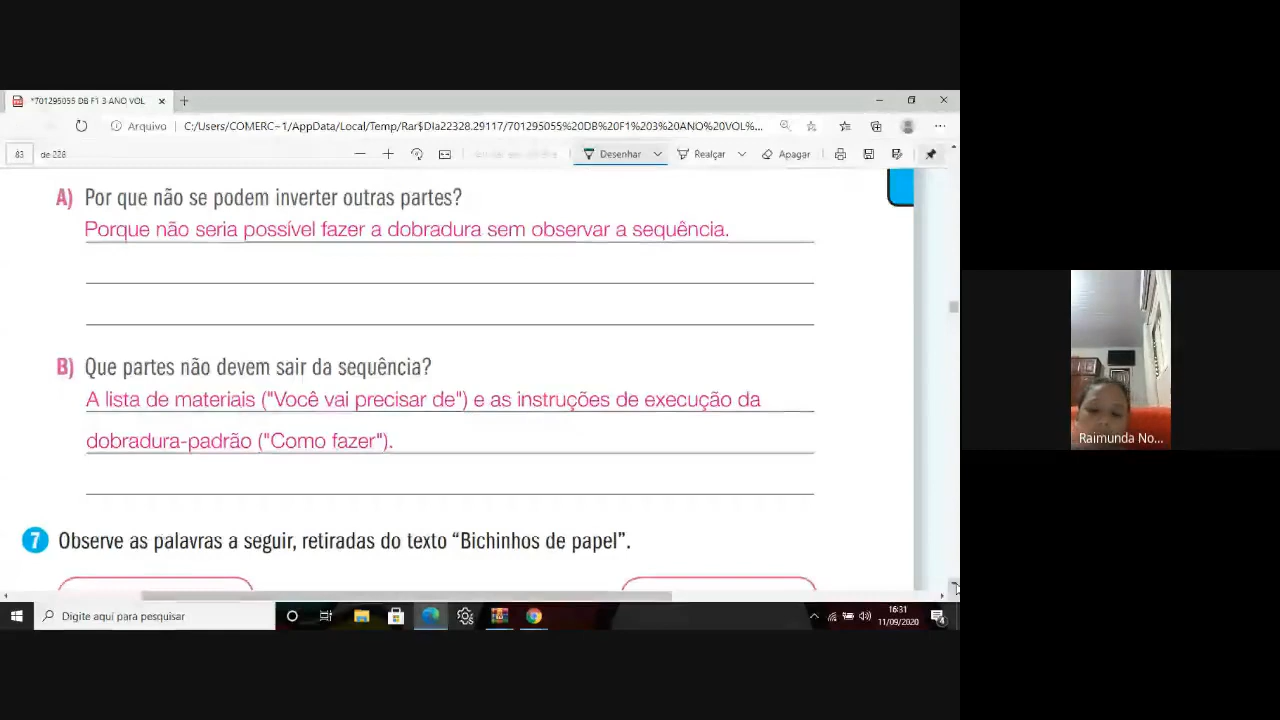 *701295055 DB F1 3 ANO VOL
Arquivo
C:/Users/COMERC~1/AppData/Local/Temp/Rar$DIa22328.29117/701295055%20DB%20F1%203%20ANO%20VOL%...
83 de 228
Desenhar
Realçar
Apagar
A) Por que não se podem inverter outras partes?
Porque não seria possível fazer a dobradura sem observar a sequência.
B) Que partes não devem sair da sequência?
A lista de materiais ("Você vai precisar de") e as instruções de execução da
dobradura-padrão ("Como fazer").
7 Observe as palavras a seguir, retiradas do texto “Bichinhos de papel”.
Digite aqui para pesquisar
16:31
11/09/2020
4
Raimunda No...